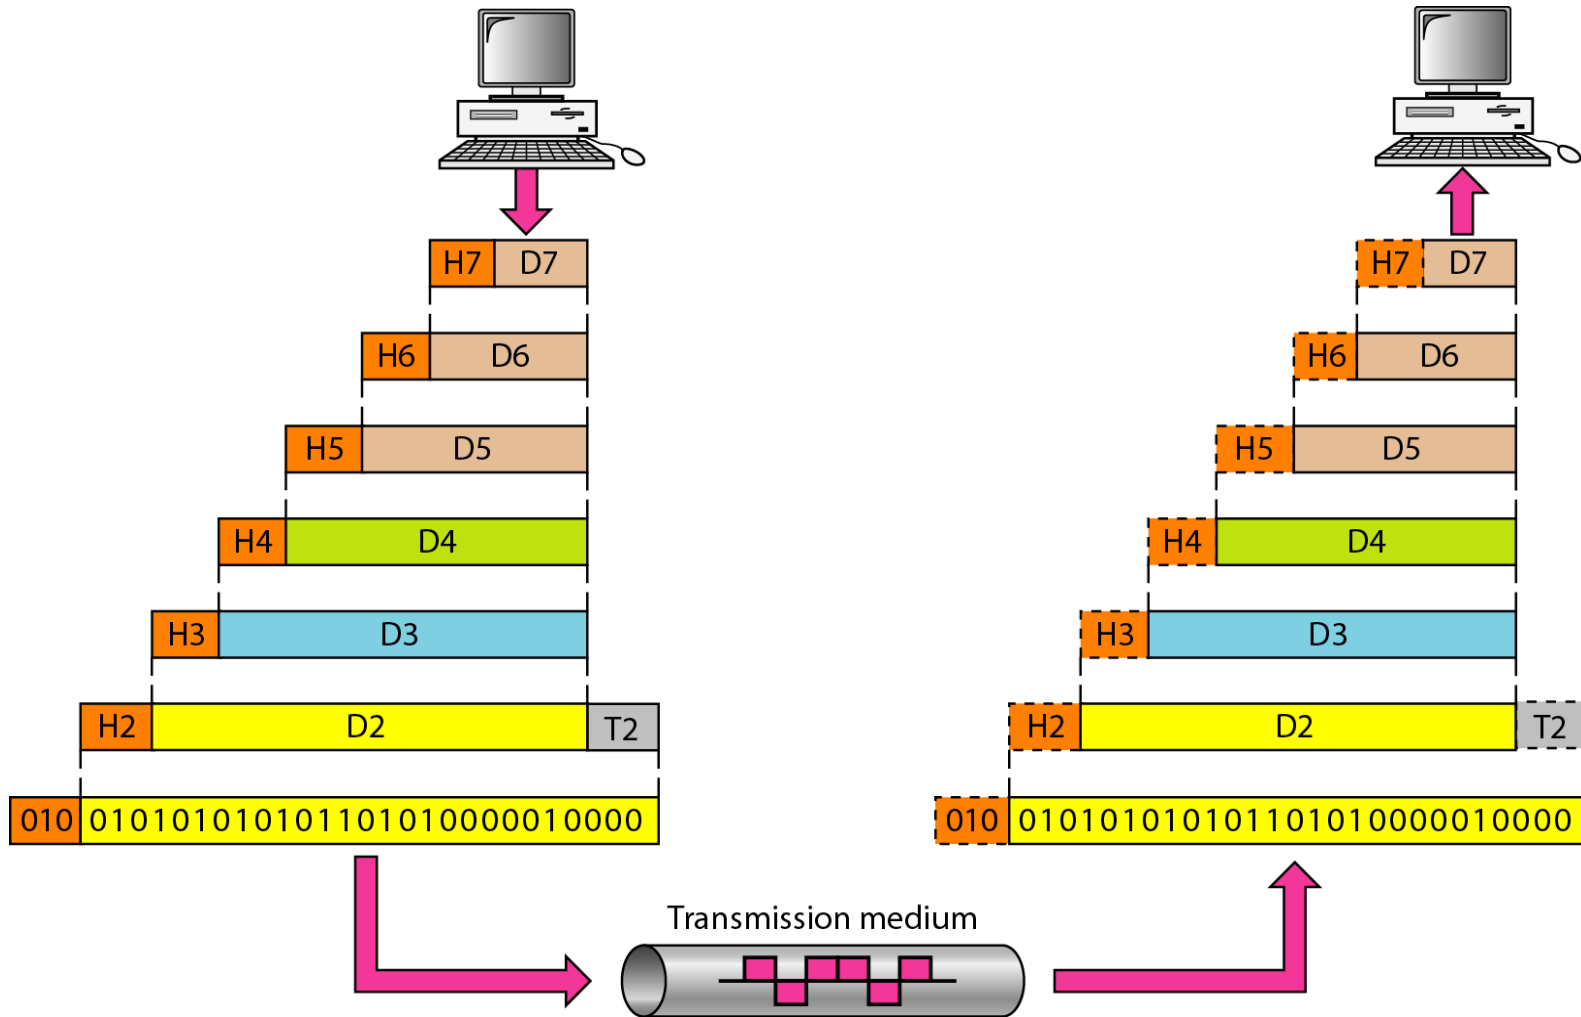 H7 D7 H7 D7
H6 D6 H6 D6
H5 D5 H5 D5
H4 D4 H4 D4
H3 D3 H3 D3
H2 D2 T2 H2 D2 T2
010 010101010101101010000010000 010 010101010101101010000010000
Transmission medium